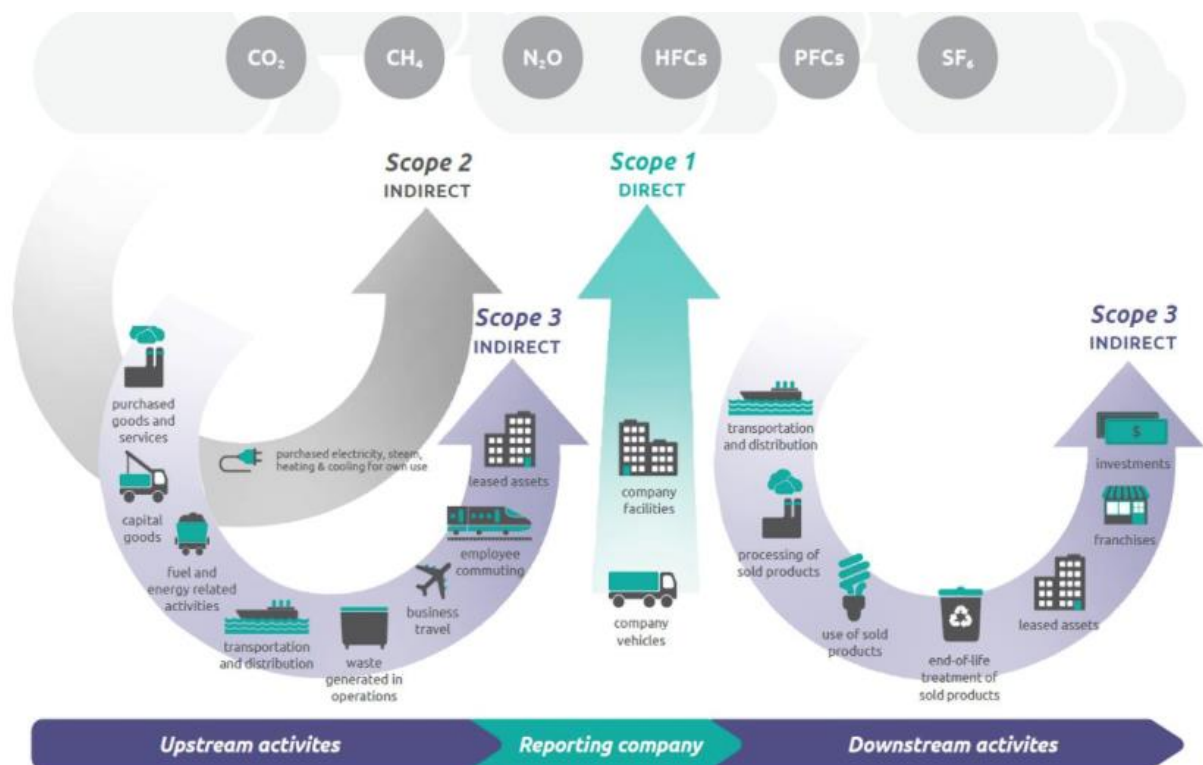 CO₂
CH₄
N₂O
HFCs
PFCs
SF₆
Scope 2
INDIRECT
Scope 1
DIRECT
Scope 3
INDIRECT
Scope 3
INDIRECT
purchased
goods and
services
capital
goods
fuel and
energy related
activities
transportation
and distribution
waste
generated in
operations
business
travel
employee
commuting
leased assets
purchased electricity, steam,
heating & cooling for own use
company
facilities
company
vehicles
transportation
and distribution
processing of
sold products
use of sold
products
end-of-life
treatment of
sold products
leased assets
franchises
investments
$
Upstream activites
Reporting company
Downstream activites